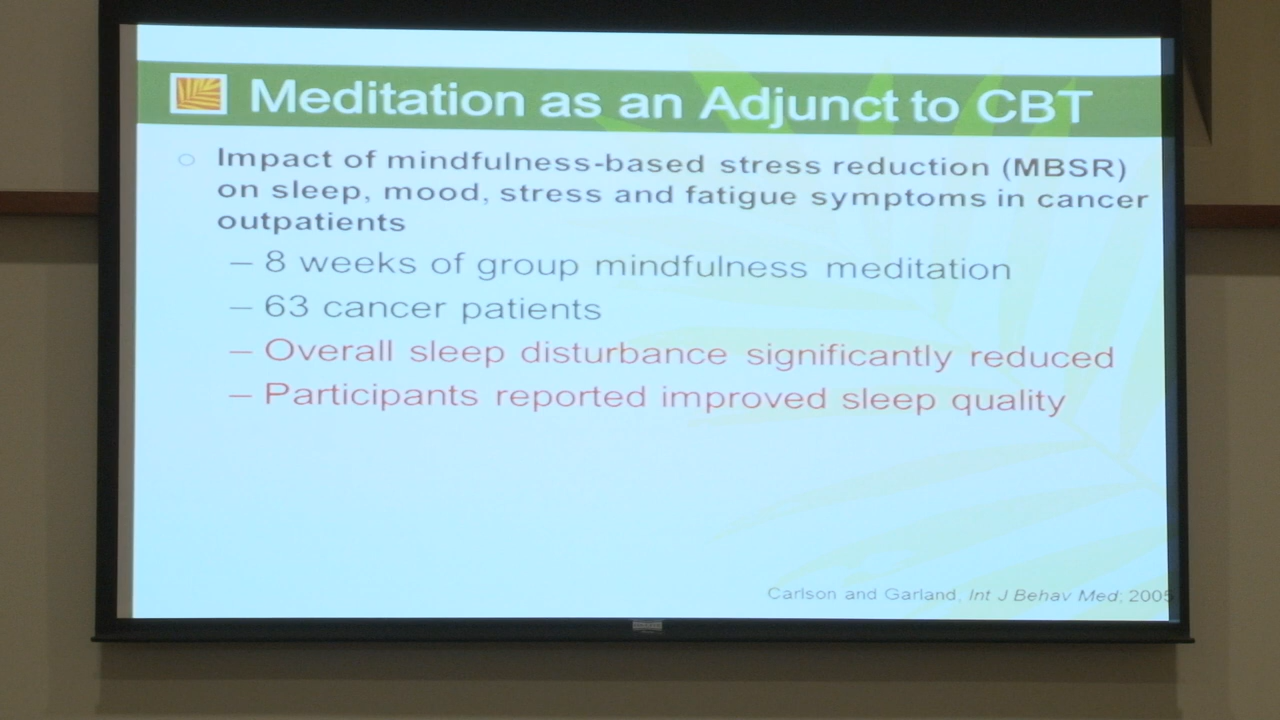 Meditation as an Adjunct to CBT
Impact of mindfulness-based stress reduction (MBSR)
on sleep, mood, stress and fatigue symptoms in cancer
outpatients
– 8 weeks of group mindfulness meditation
– 63 cancer patients
– Overall sleep disturbance significantly reduced
– Participants reported improved sleep quality
Carlson and Garland, Int J Behav Med; 2005